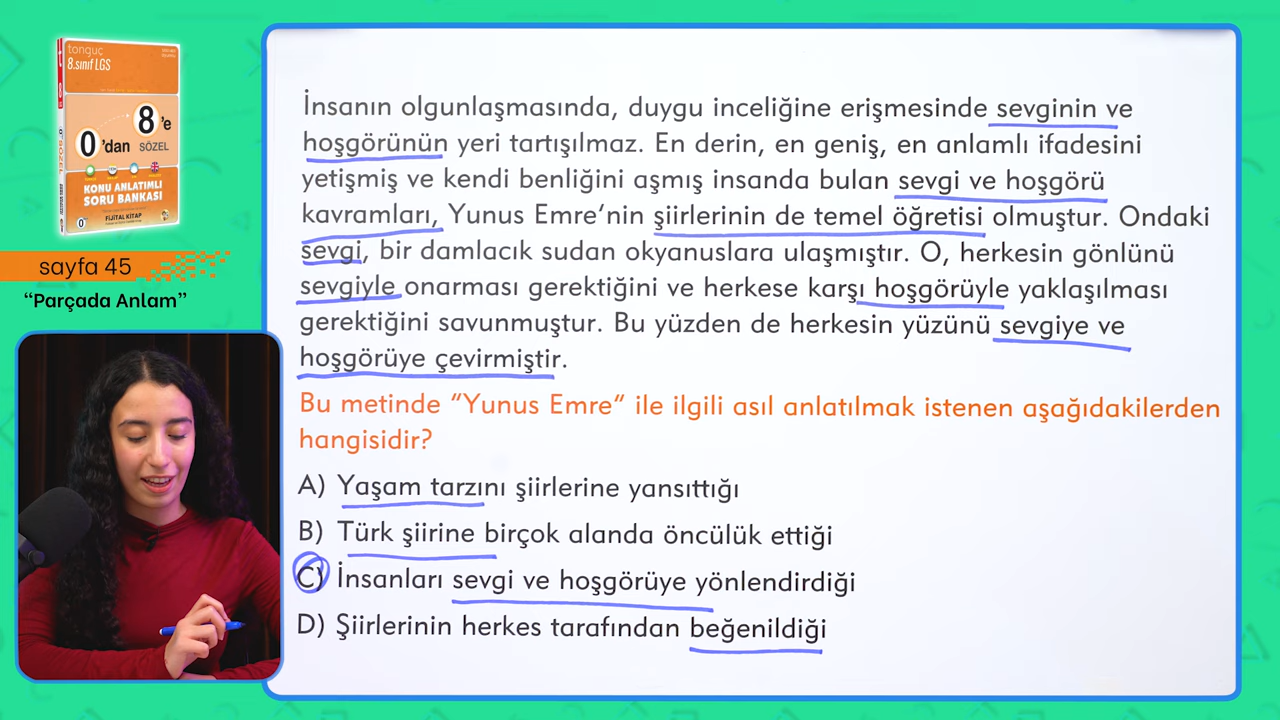 tonguç
8.sınıf LGS
0'dan 8'e
SÖZEL
KONU ANLATIMLI
SORU BANKASI
FİJİTAL KİTAP
sayfa 45
“Parçada Anlam”
İnsanın olgunlaşmasında, duygu inceliğine erişmesinde sevginin ve
hoşgörünün yeri tartışılmaz. En derin, en geniş, en anlamlı ifadesini
yetişmiş ve kendi benliğini aşmış insanda bulan sevgi ve hoşgörü
kavramları, Yunus Emre’nin şiirlerinin de temel öğretisi olmuştur. Ondaki
sevgi, bir damlacık sudan okyanuslara ulaşmıştır. O, herkesin gönlünü
sevgiyle onarması gerektiğini ve herkese karşı hoşgörüyle yaklaşılması
gerektiğini savunmuştur. Bu yüzden de herkesin yüzünü sevgiye ve
hoşgörüye çevirmiştir.
Bu metinde “Yunus Emre” ile ilgili asıl anlatılmak istenen aşağıdakilerden
hangisidir?
A) Yaşam tarzını şiirlerine yansıttığı
B) Türk şiirine birçok alanda öncülük ettiği
C) İnsanları sevgi ve hoşgörüye yönlendirdiği
D) Şiirlerinin herkes tarafından beğenildiği